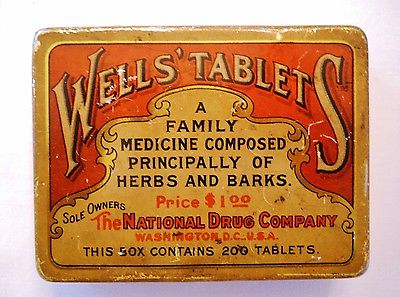 WELLS' TABLETS
A
FAMILY
MEDICINE COMPOSED
PRINCIPALLY OF
HERBS AND BARKS.
Price $1.00
SOLE OWNERS
The NATIONAL DRUG COMPANY
WASHINGTON, D.C. U.S.A.
THIS BOX CONTAINS 200 TABLETS.